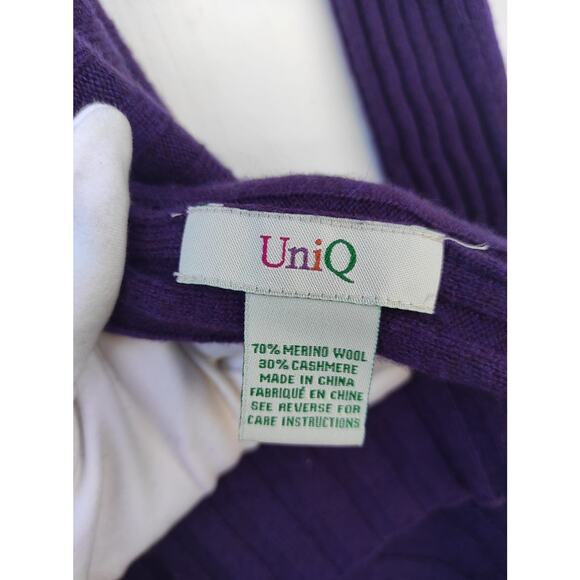 UniQ
70% MERINO WOOL
30% CASHMERE
MADE IN CHINA
FABRIQUÉ EN CHINE
SEE REVERSE FOR
CARE INSTRUCTIONS